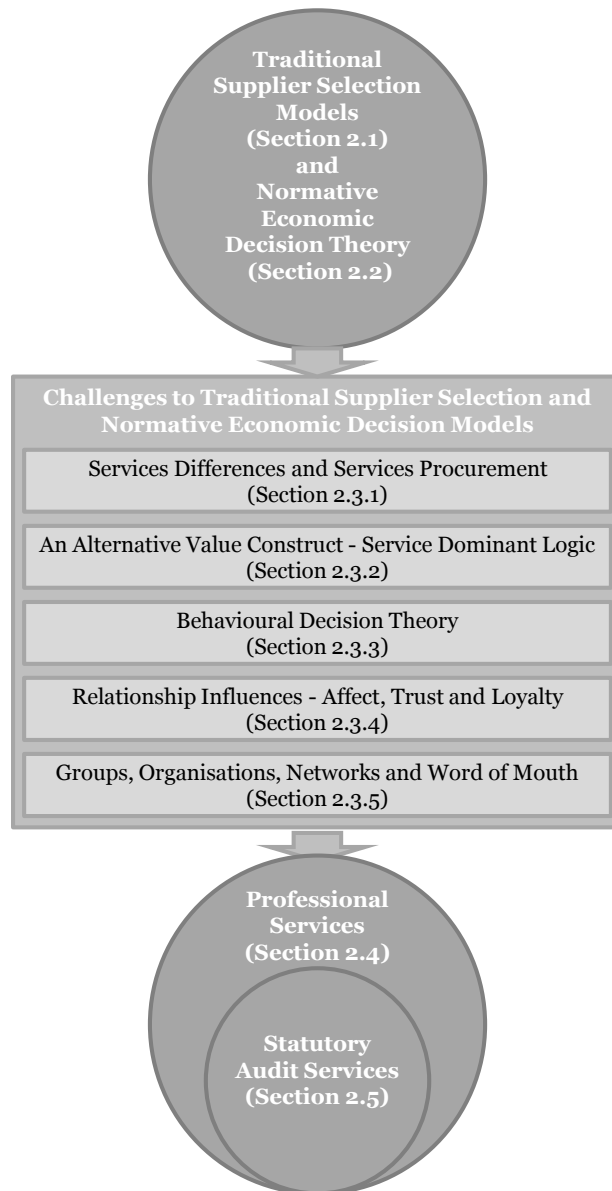 Traditional
Supplier Selection
Models
(Section 2.1)
and
Normative
Economic
Decision Theory
(Section 2.2)
Challenges to Traditional Supplier Selection and
Normative Economic Decision Models
Services Differences and Services Procurement
(Section 2.3.1)
An Alternative Value Construct - Service Dominant Logic
(Section 2.3.2)
Behavioural Decision Theory
(Section 2.3.3)
Relationship Influences - Affect, Trust and Loyalty
(Section 2.3.4)
Groups, Organisations, Networks and Word of Mouth
(Section 2.3.5)
Professional
Services
(Section 2.4)
Statutory
Audit Services
(Section 2.5)